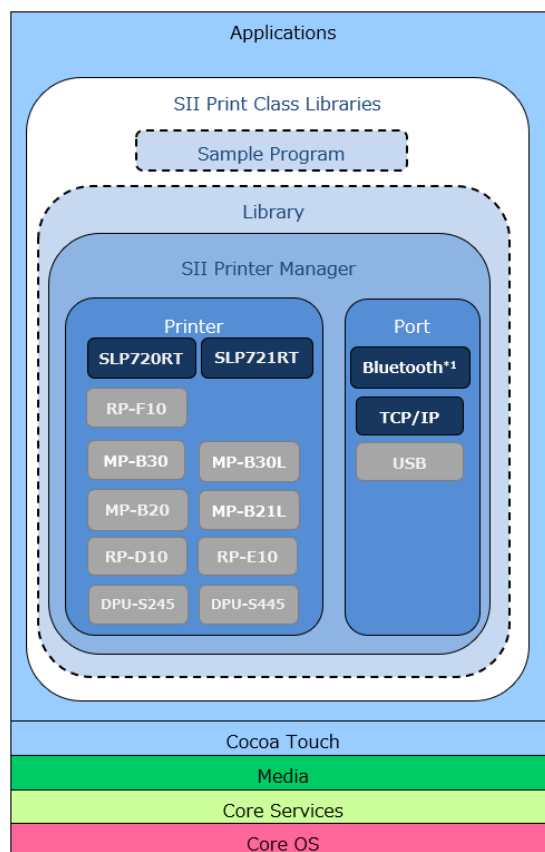 Applications
SII Print Class Libraries
Sample Program
Library
SII Printer Manager
Printer
Port
SLP720RT
SLP721RT
Bluetooth*1
RP-F10
TCP/IP
MP-B30
MP-B30L
USB
MP-B20
MP-B21L
RP-D10
RP-E10
DPU-S245
DPU-S445
Cocoa Touch
Media
Core Services
Core OS